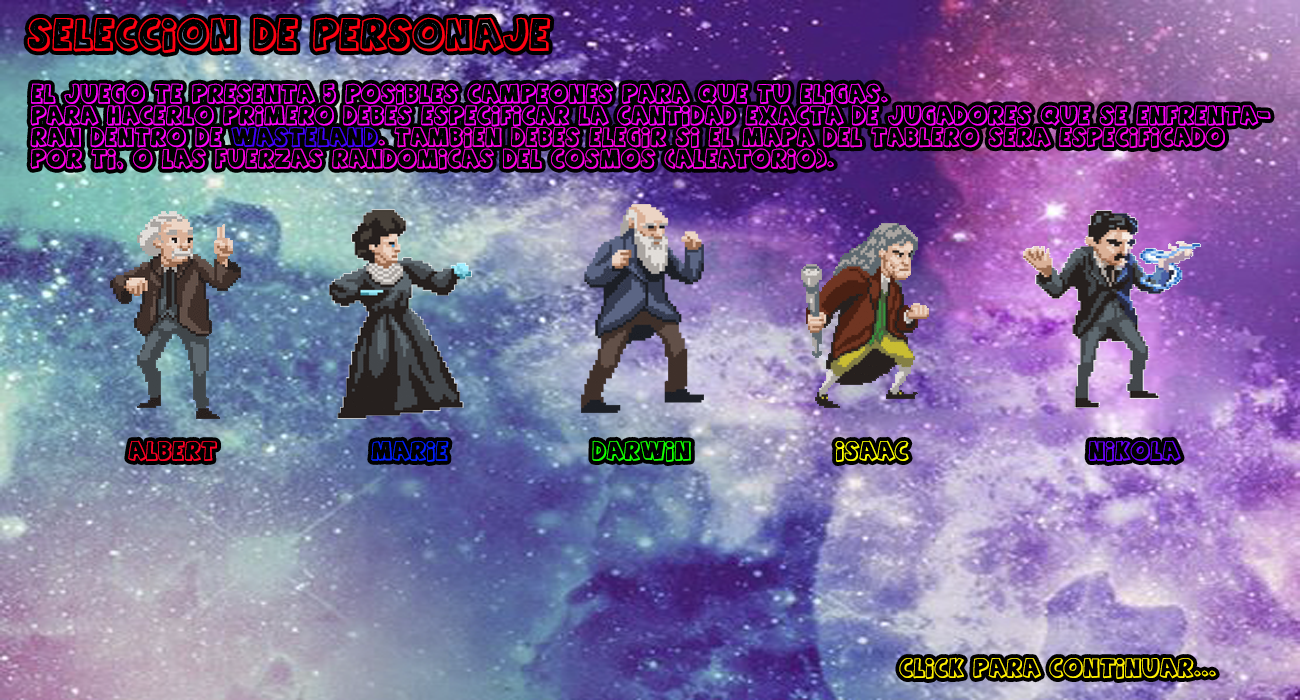 SELECCiON DE PERSONAJE
EL JUEGO TE PRESENTA 5 POSiBLES CAMPEONES PARA QUE TU ELiGAS.
PARA HACERLO PRiMERO DEBES ESPECiFiCAR LA CANTiDAD EXACTA DE JUGADORES QUE SE ENFRENTA-
RAN DENTRO DE WASTELAND. TAMBiEN DEBES ELEGiR Si EL MAPA DEL TABLERO SERA ESPECiFiCADO
POR Ti, O LAS FUERZAS RANDOMiCAS DEL COSMOS (ALEATORiO).
ALBERT
MARiE
DARWiN
iSAAC
NiKOLA
CLiCK PARA CONTiNUAR...